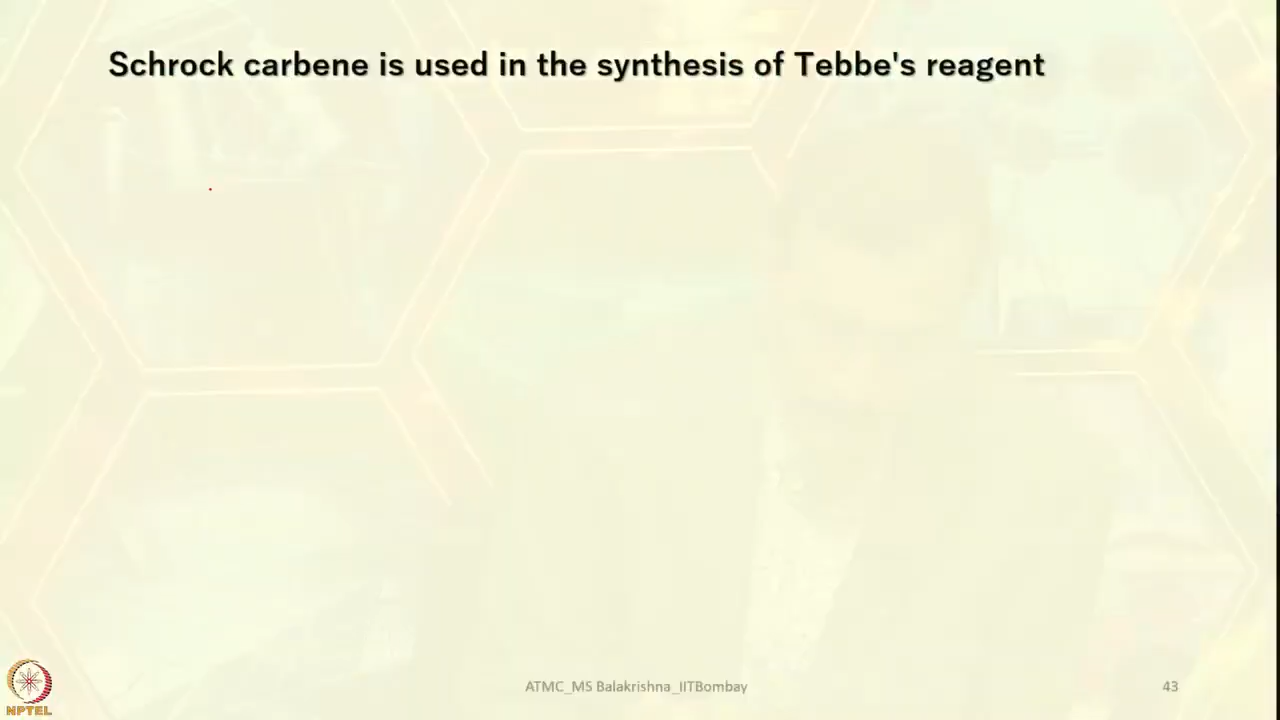 Schrock carbene is used in the synthesis of Tebbe's reagent
NPTEL
ATMC_MS Balakrishna_IITBombay
43